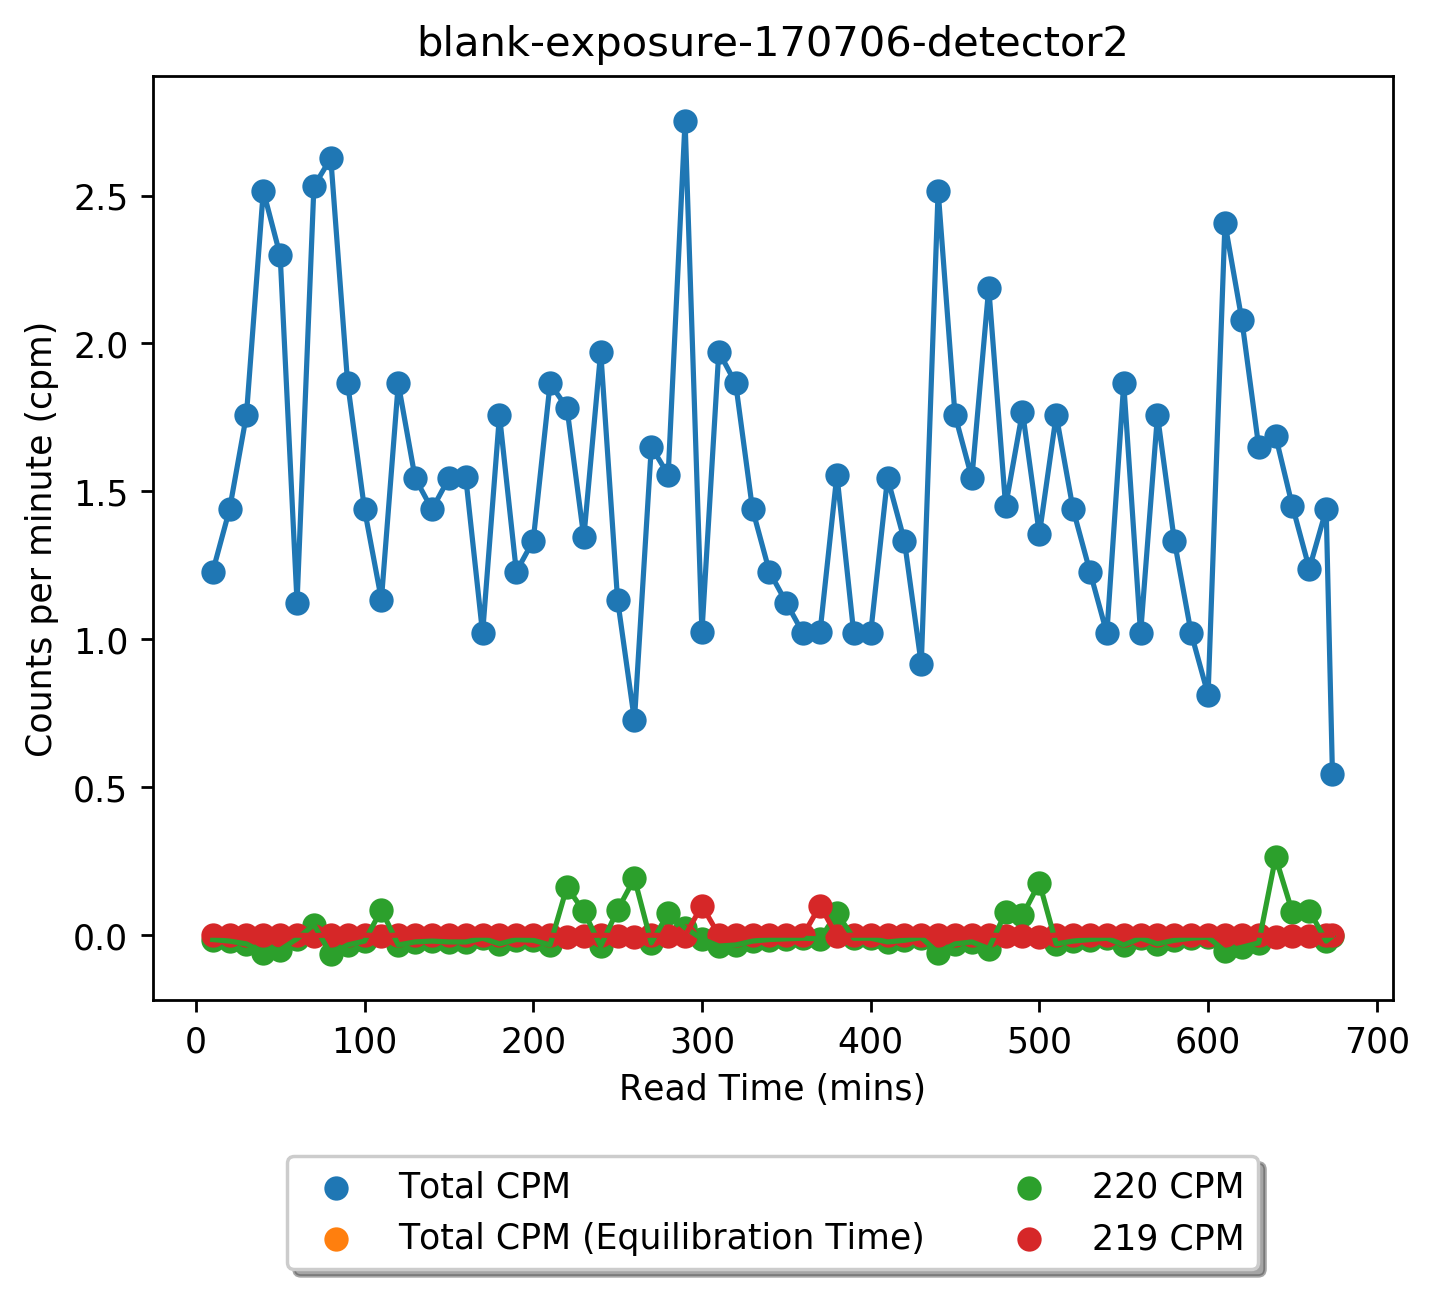 blank-exposure-170706-detector2
Counts per minute (cpm)
2.5
2.0
1.5
1.0
0.5
0.0
0 100 200 300 400 500 600 700
Read Time (mins)
Total CPM
Total CPM (Equilibration Time)
220 CPM
219 CPM